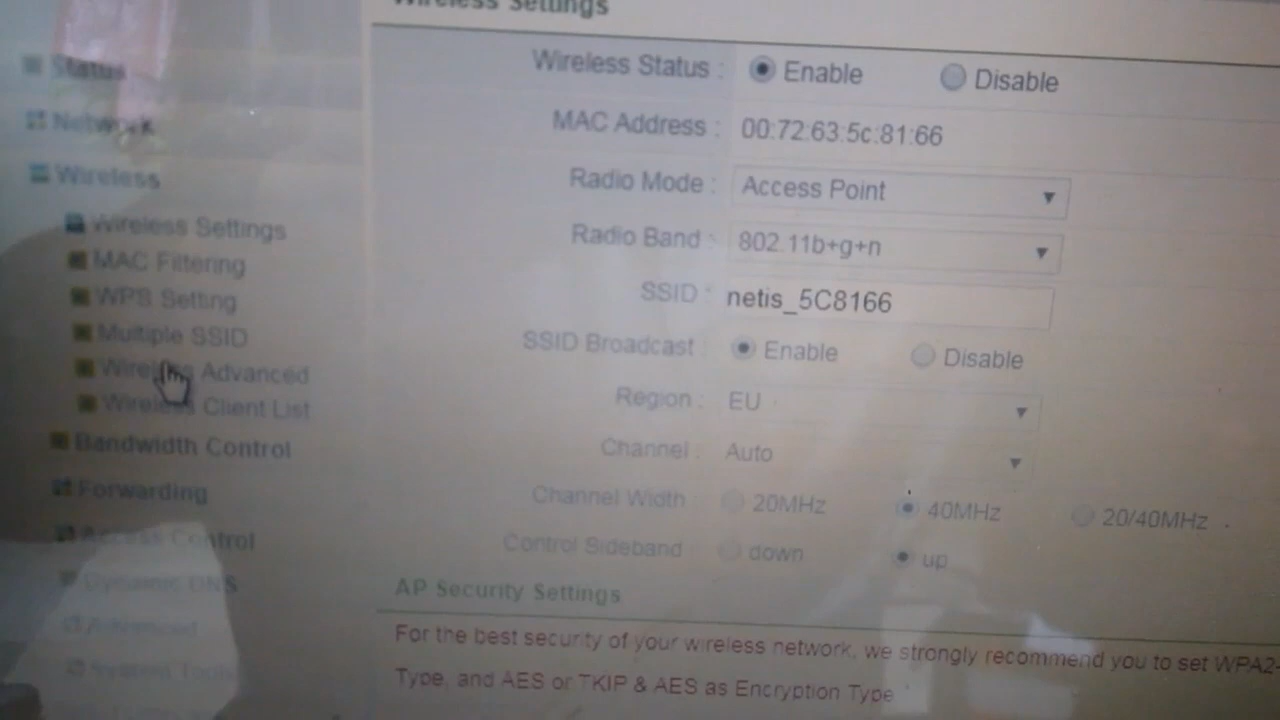 Wireless Settings
Status
Network
Wireless
Wireless Settings
MAC Filtering
WPS Setting
Multiple SSID
Wireless Advanced
Wireless Client List
Bandwidth Control
Forwarding
Access Control
Dynamic DNS
Advanced
System Tools
Wireless Status : Enable Disable
MAC Address : 00:72:63:5c:81:66
Radio Mode : Access Point
Radio Band : 802.11b+g+n
SSID : netis_5C8166
SSID Broadcast Enable Disable
Region : EU
Channel : Auto
Channel Width 20MHz 40MHz 20/40MHz
Control Sideband down up
AP Security Settings
For the best security of your wireless network, we strongly recommend you to set WPA2-
Type, and AES or TKIP & AES as Encryption Type